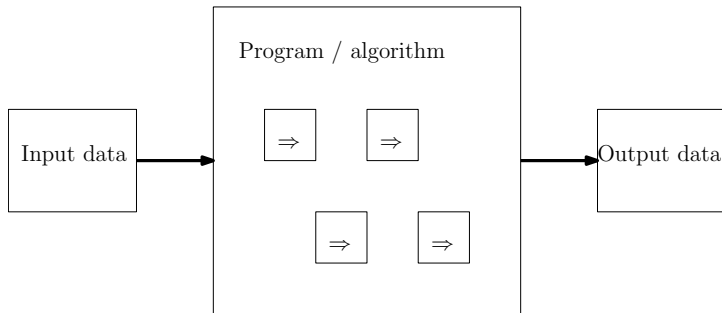 Program / algorithm
Input data
Output data
⇒ ⇒
⇒ ⇒